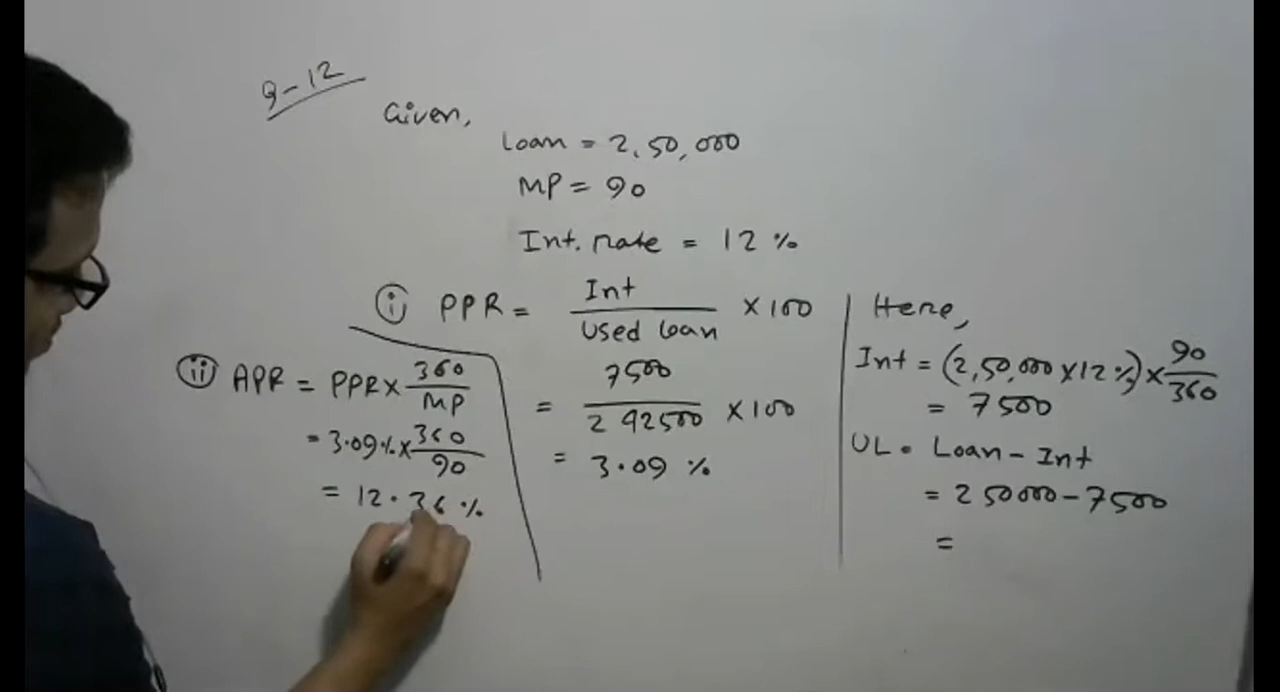 Q-12
Given,
Loan = 2,50,000
MP = 90
Int. rate = 12 %
(i) PPR = Int / Used Loan × 100
= 7500 / 292500 × 100
= 3.09 %
(ii) APR = PPR × 360 / MP
= 3.09% × 360 / 90
= 12.36 %
Here,
Int = (2,50,000 × 12%) × 90 / 360
= 7500
UL = Loan - Int
= 250000 - 7500
=